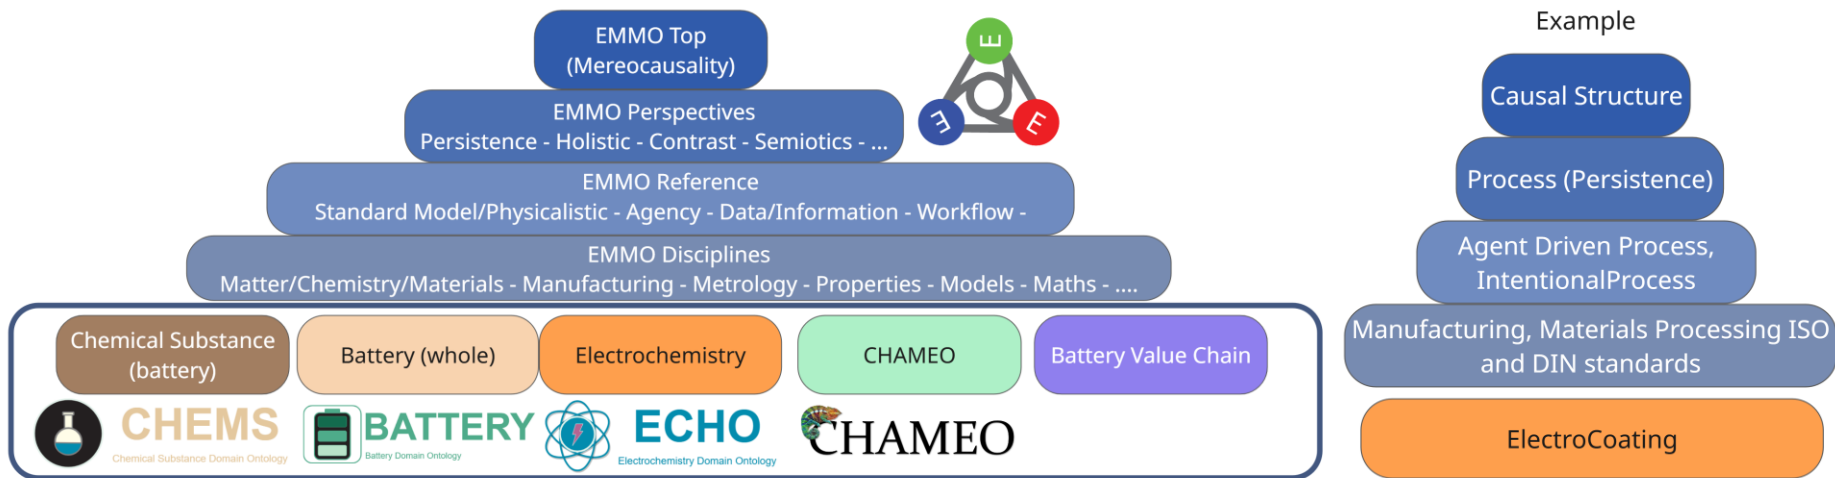 EMMO Top
(Mereocausality)
EMMO Perspectives
Persistence - Holistic - Contrast - Semiotics - ...
EMMO Reference
Standard Model/Physicalistic - Agency - Data/Information - Workflow -
EMMO Disciplines
Matter/Chemistry/Materials - Manufacturing - Metrology - Properties - Models - Maths - ....
E
E
E
Chemical Substance
(battery)
Battery (whole)
Electrochemistry
CHAMEO
Battery Value Chain
CHEMS
Chemical Substance Domain Ontology
BATTERY
Battery Domain Ontology
ECHO
Electrochemistry Domain Ontology
CHAMEO
Example
Causal Structure
Process (Persistence)
Agent Driven Process,
IntentionalProcess
Manufacturing, Materials Processing ISO
and DIN standards
ElectroCoating